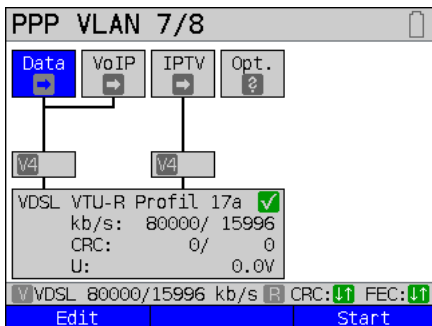 PPP VLAN 7/8
Data VoIP IPTV Opt.
?
V4 V4
VDSL VTU-R Profil 17a
kb/s: 80000/ 15996
CRC: 0/ 0
U: 0.0V
V VDSL 80000/15996 kb/s R CRC: FEC:
Edit Start